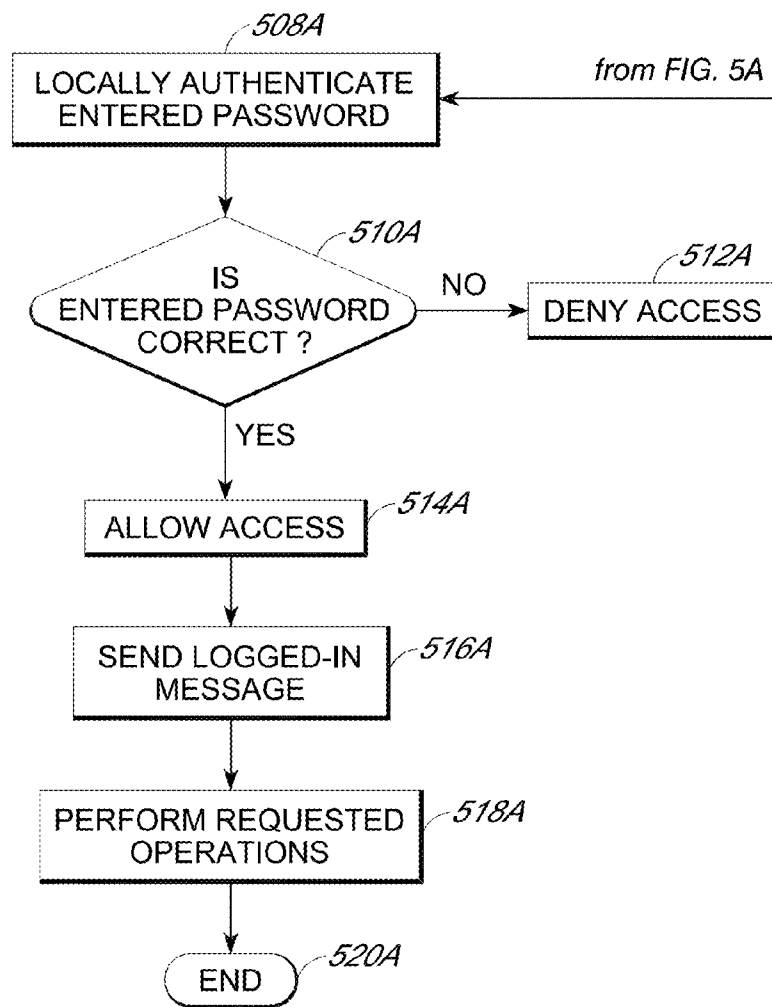 508A
LOCALLY AUTHENTICATE
ENTERED PASSWORD
from FIG. 5A
510A
IS
ENTERED PASSWORD
CORRECT ?
NO
512A
DENY ACCESS
YES
ALLOW ACCESS
514A
SEND LOGGED-IN
MESSAGE
516A
PERFORM REQUESTED
OPERATIONS
518A
END
520A